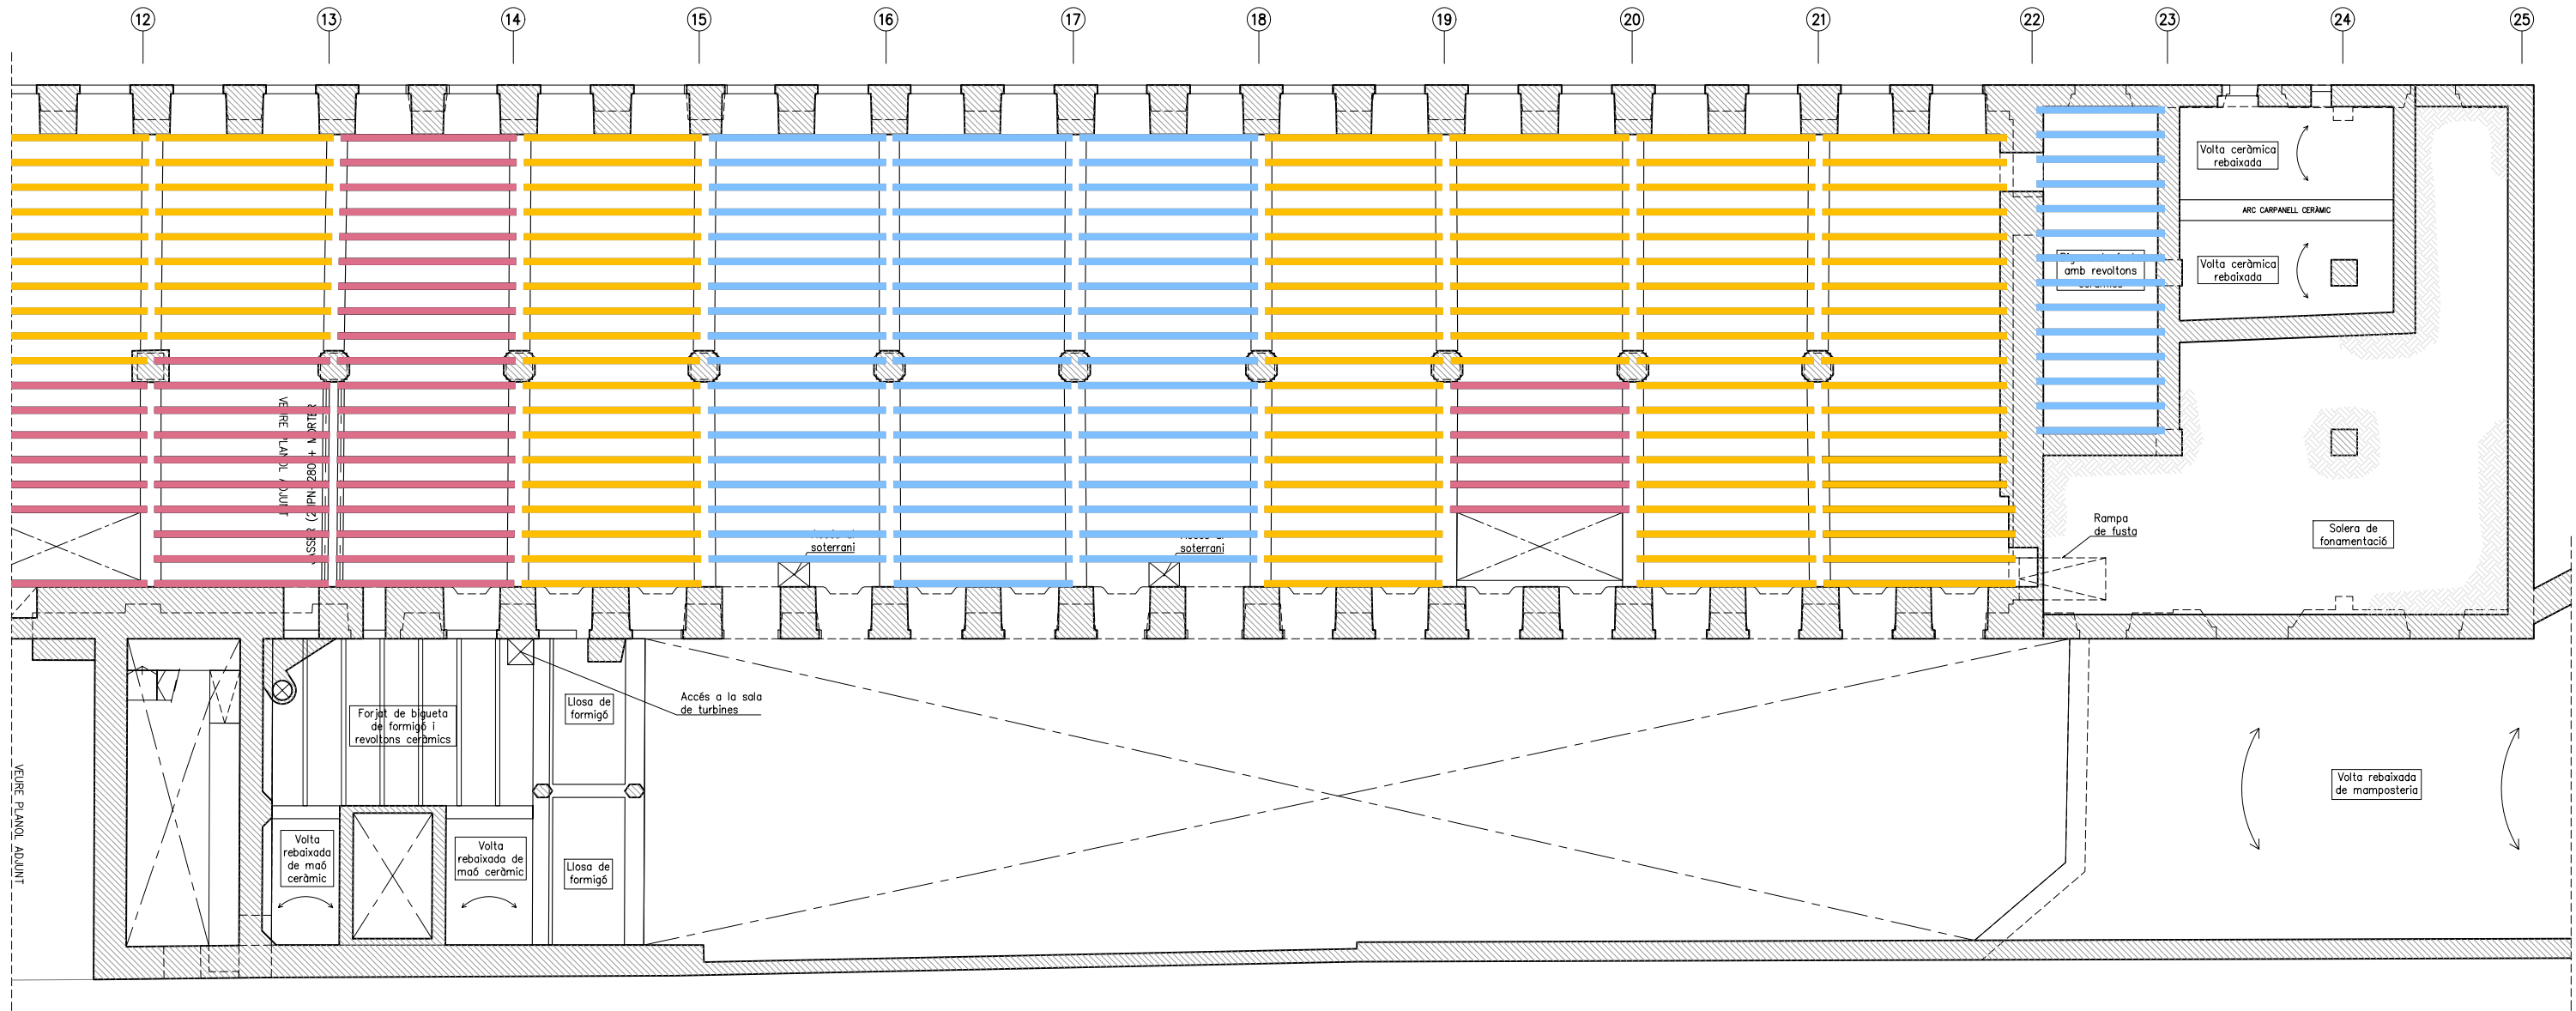 12 13 14 15 16 17 18 19 20 21 22 23 24 25
Volta ceràmica
rebaixada
ARC CARPANELL CERÀMIC
Volta ceràmica
rebaixada
amb revoltons
VEURE PLANOL ADJUNT
soterrani
soterrani
Rampa
de fusta
Solera de
fonamentació
Accés a la sala
de turbines
Llosa de
formigó
Forjat de bigueta
de formigó i
revoltons ceràmics
Volta
rebaixada
de maó
ceràmic
Volta
rebaixada de
maó ceràmic
Llosa de
formigó
Volta rebaixada
de mamposteria
VEURE PLANOL ADJUNT